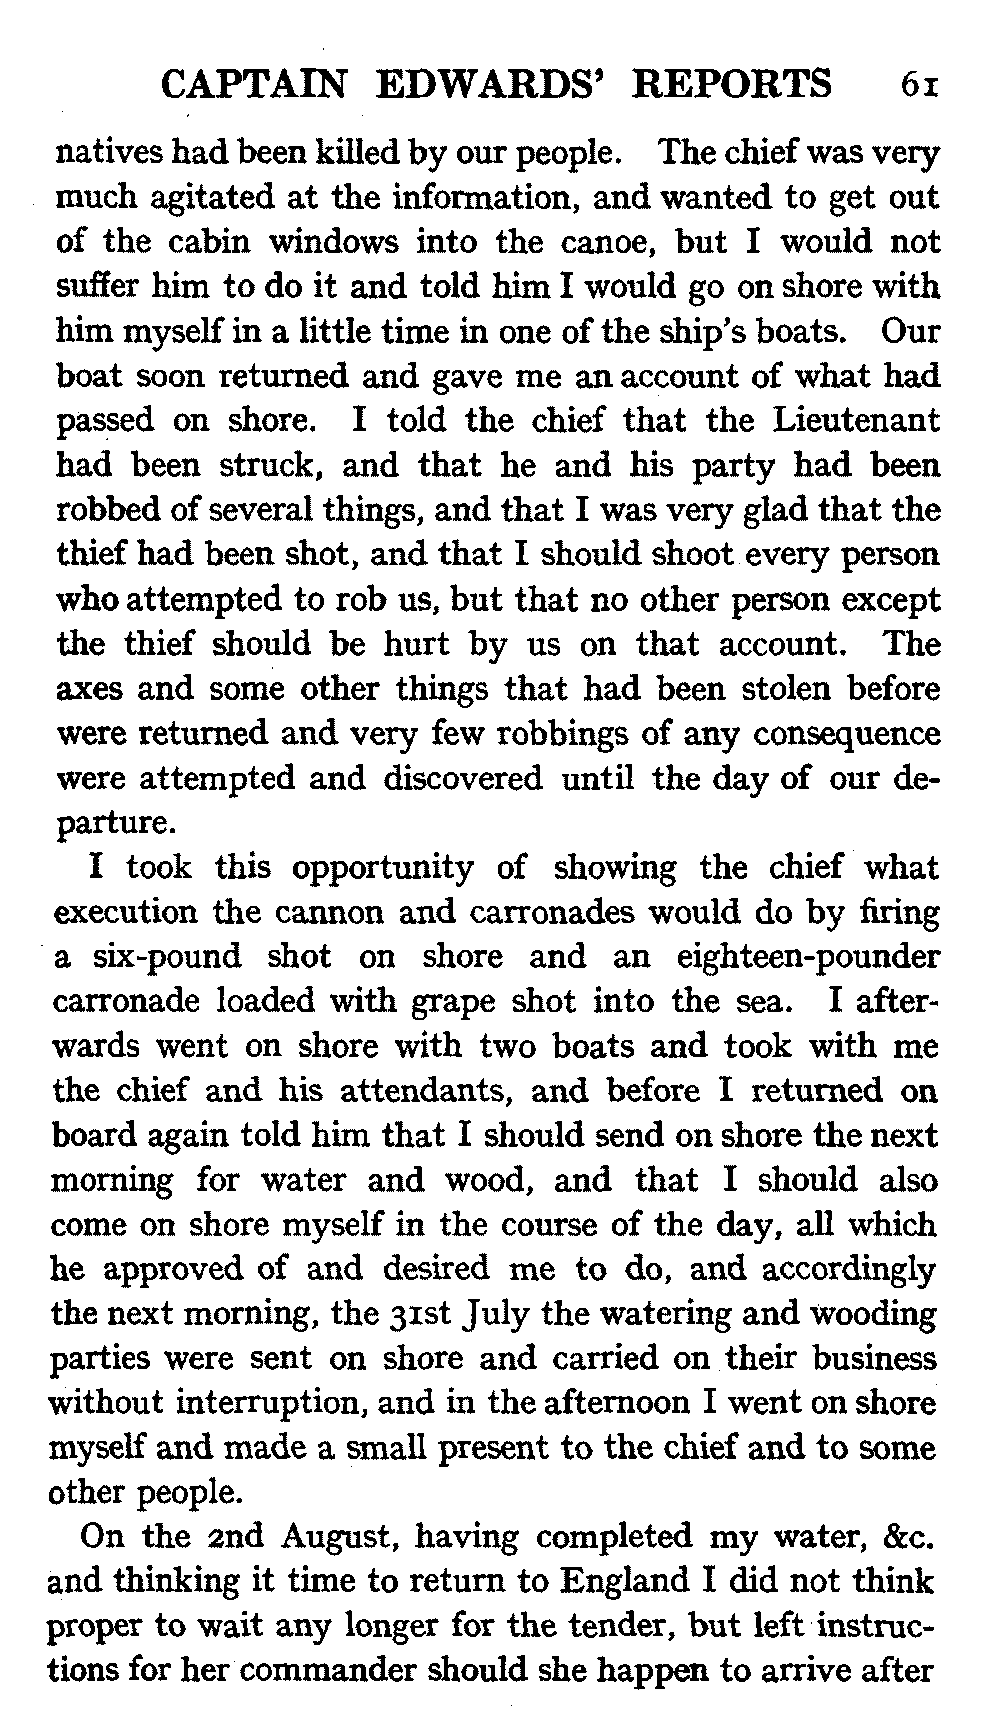 CAPTAIN EDWARDS' REPORTS 61
natives had been killed by our people. The chief was very
much agitated at the information, and wanted to get out
of the cabin windows into the canoe, but I would not
suffer him to do it and told him I would go on shore with
him myself in a little time in one of the ship's boats. Our
boat soon returned and gave me an account of what had
passed on shore. I told the chief that the Lieutenant
had been struck, and that he and his party had been
robbed of several things, and that I was very glad that the
thief had been shot, and that I should shoot every person
who attempted to rob us, but that no other person except
the thief should be hurt by us on that account. The
axes and some other things that had been stolen before
were returned and very few robbings of any consequence
were attempted and discovered until the day of our de-
parture.
I took this opportunity of showing the chief what
execution the cannon and carronades would do by firing
a six-pound shot on shore and an eighteen-pounder
carronade loaded with grape shot into the sea. I after-
wards went on shore with two boats and took with me
the chief and his attendants, and before I returned on
board again told him that I should send on shore the next
morning for water and wood, and that I should also
come on shore myself in the course of the day, all which
he approved of and desired me to do, and accordingly
the next morning, the 31st July the watering and wooding
parties were sent on shore and carried on their business
without interruption, and in the afternoon I went on shore
myself and made a small present to the chief and to some
other people.
On the 2nd August, having completed my water, &c.
and thinking it time to return to England I did not think
proper to wait any longer for the tender, but left instruc-
tions for her commander should she happen to arrive after